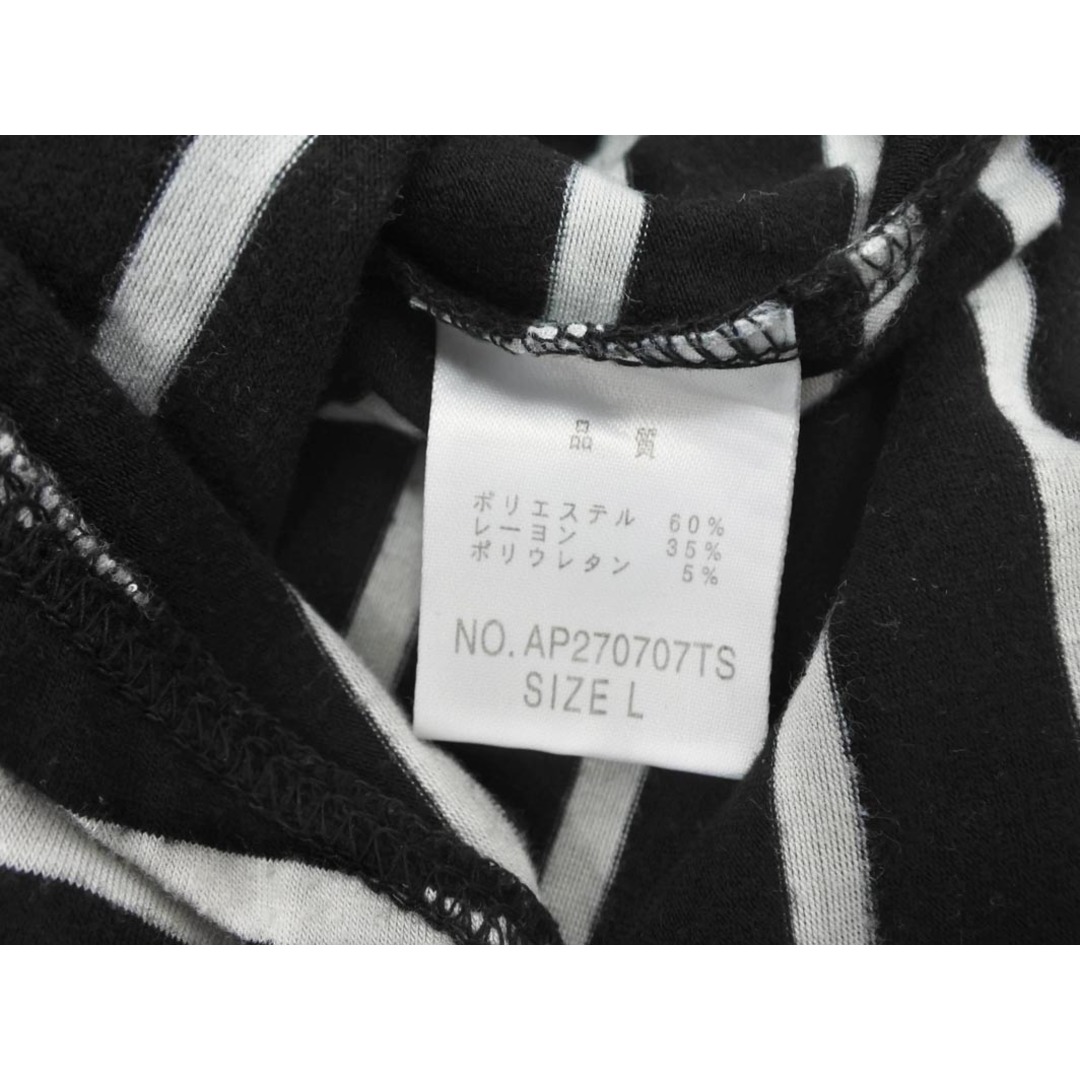 品 質
ポリエステル 60%
レーヨン 35%
ポリウレタン 5%
NO. AP270707TS
SIZE L